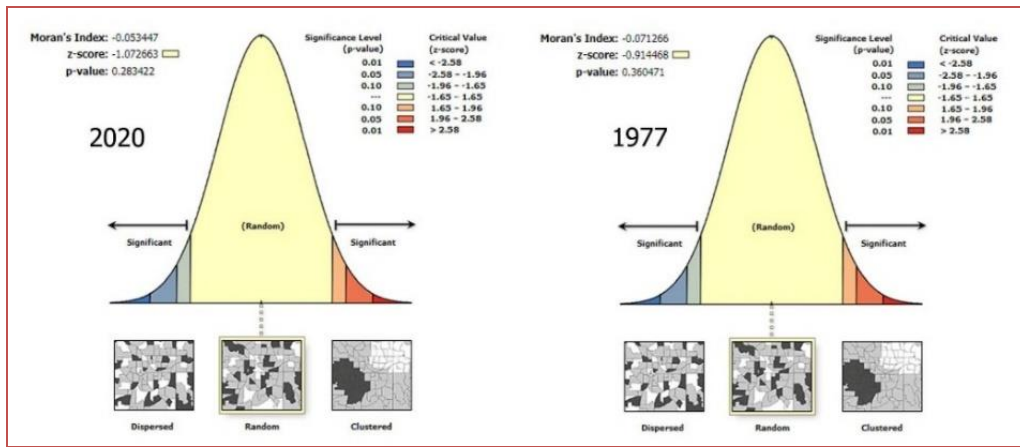 Moran's Index: -0.053447
z-score: -1.072663
p-value: 0.283422
2020
Significance Level
(p-value)
Critical Value
(z-score)
0.01 < -2.58
0.05 -2.58 – -1.96
0.10 -1.96 – -1.65
--- -1.65 – 1.65
0.10 1.65 – 1.96
0.05 1.96 – 2.58
0.01 > 2.58
Significant
(Random)
Significant
Dispersed
Random
Clustered
Moran's Index: -0.071266
z-score: -0.914468
p-value: 0.360471
1977
Significance Level
(p-value)
Critical Value
(z-score)
0.01 < -2.58
0.05 -2.58 – -1.96
0.10 -1.96 – -1.65
--- -1.65 – 1.65
0.10 1.65 – 1.96
0.05 1.96 – 2.58
0.01 > 2.58
Significant
(Random)
Significant
Dispersed
Random
Clustered